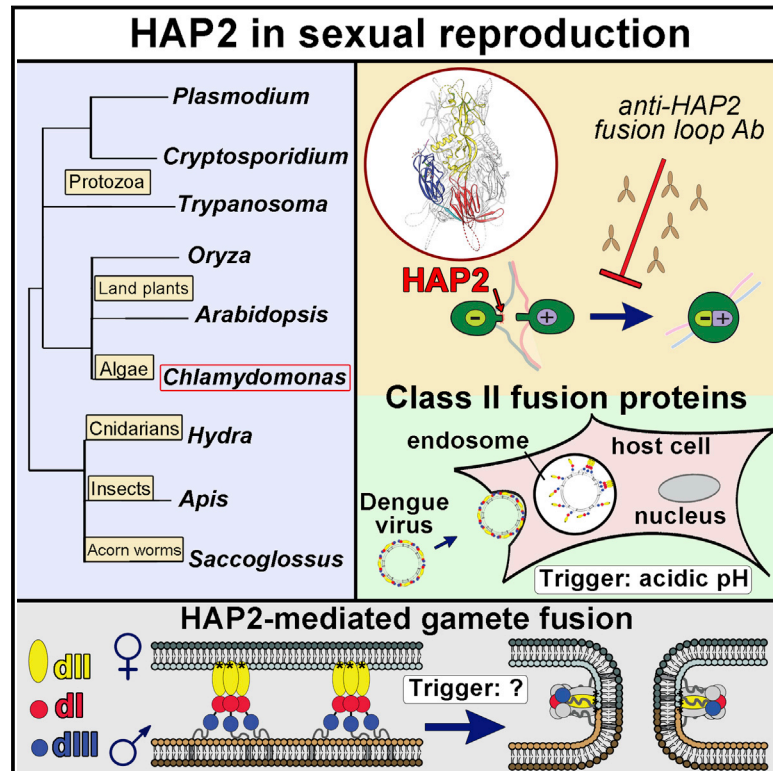 HAP2 in sexual reproduction
Plasmodium
Cryptosporidium
Protozoa
Trypanosoma
Oryza
Land plants
Arabidopsis
Algae
Chlamydomonas
Cnidarians
Hydra
Insects
Apis
Acorn worms
Saccoglossus
anti-HAP2
fusion loop Ab
HAP2
− + − +
Class II fusion proteins
endosome
host cell
Dengue
virus
nucleus
Trigger: acidic pH
HAP2-mediated gamete fusion
dII
♀
dI
Trigger: ?
dIII
♂